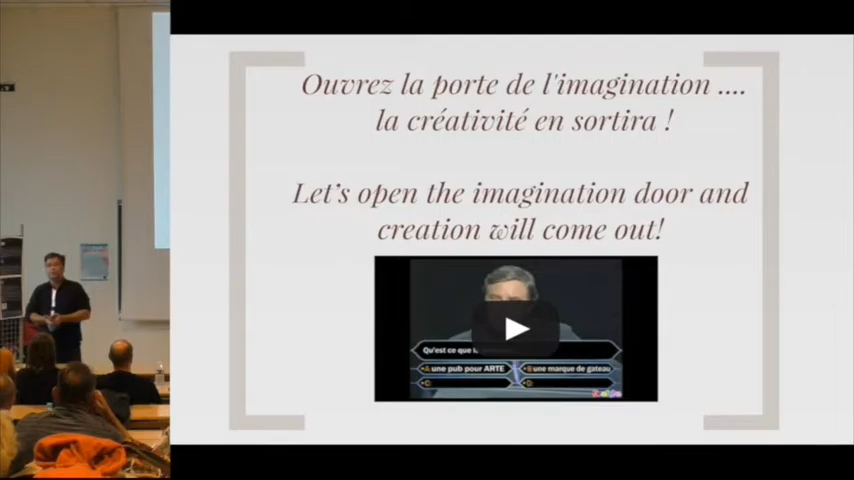 Ouvrez la porte de l'imagination ....
la créativité en sortira !
Let's open the imagination door and
creation will come out!
Qu'est ce que l
A une pub pour ARTE
B une marque de gateau
C
D